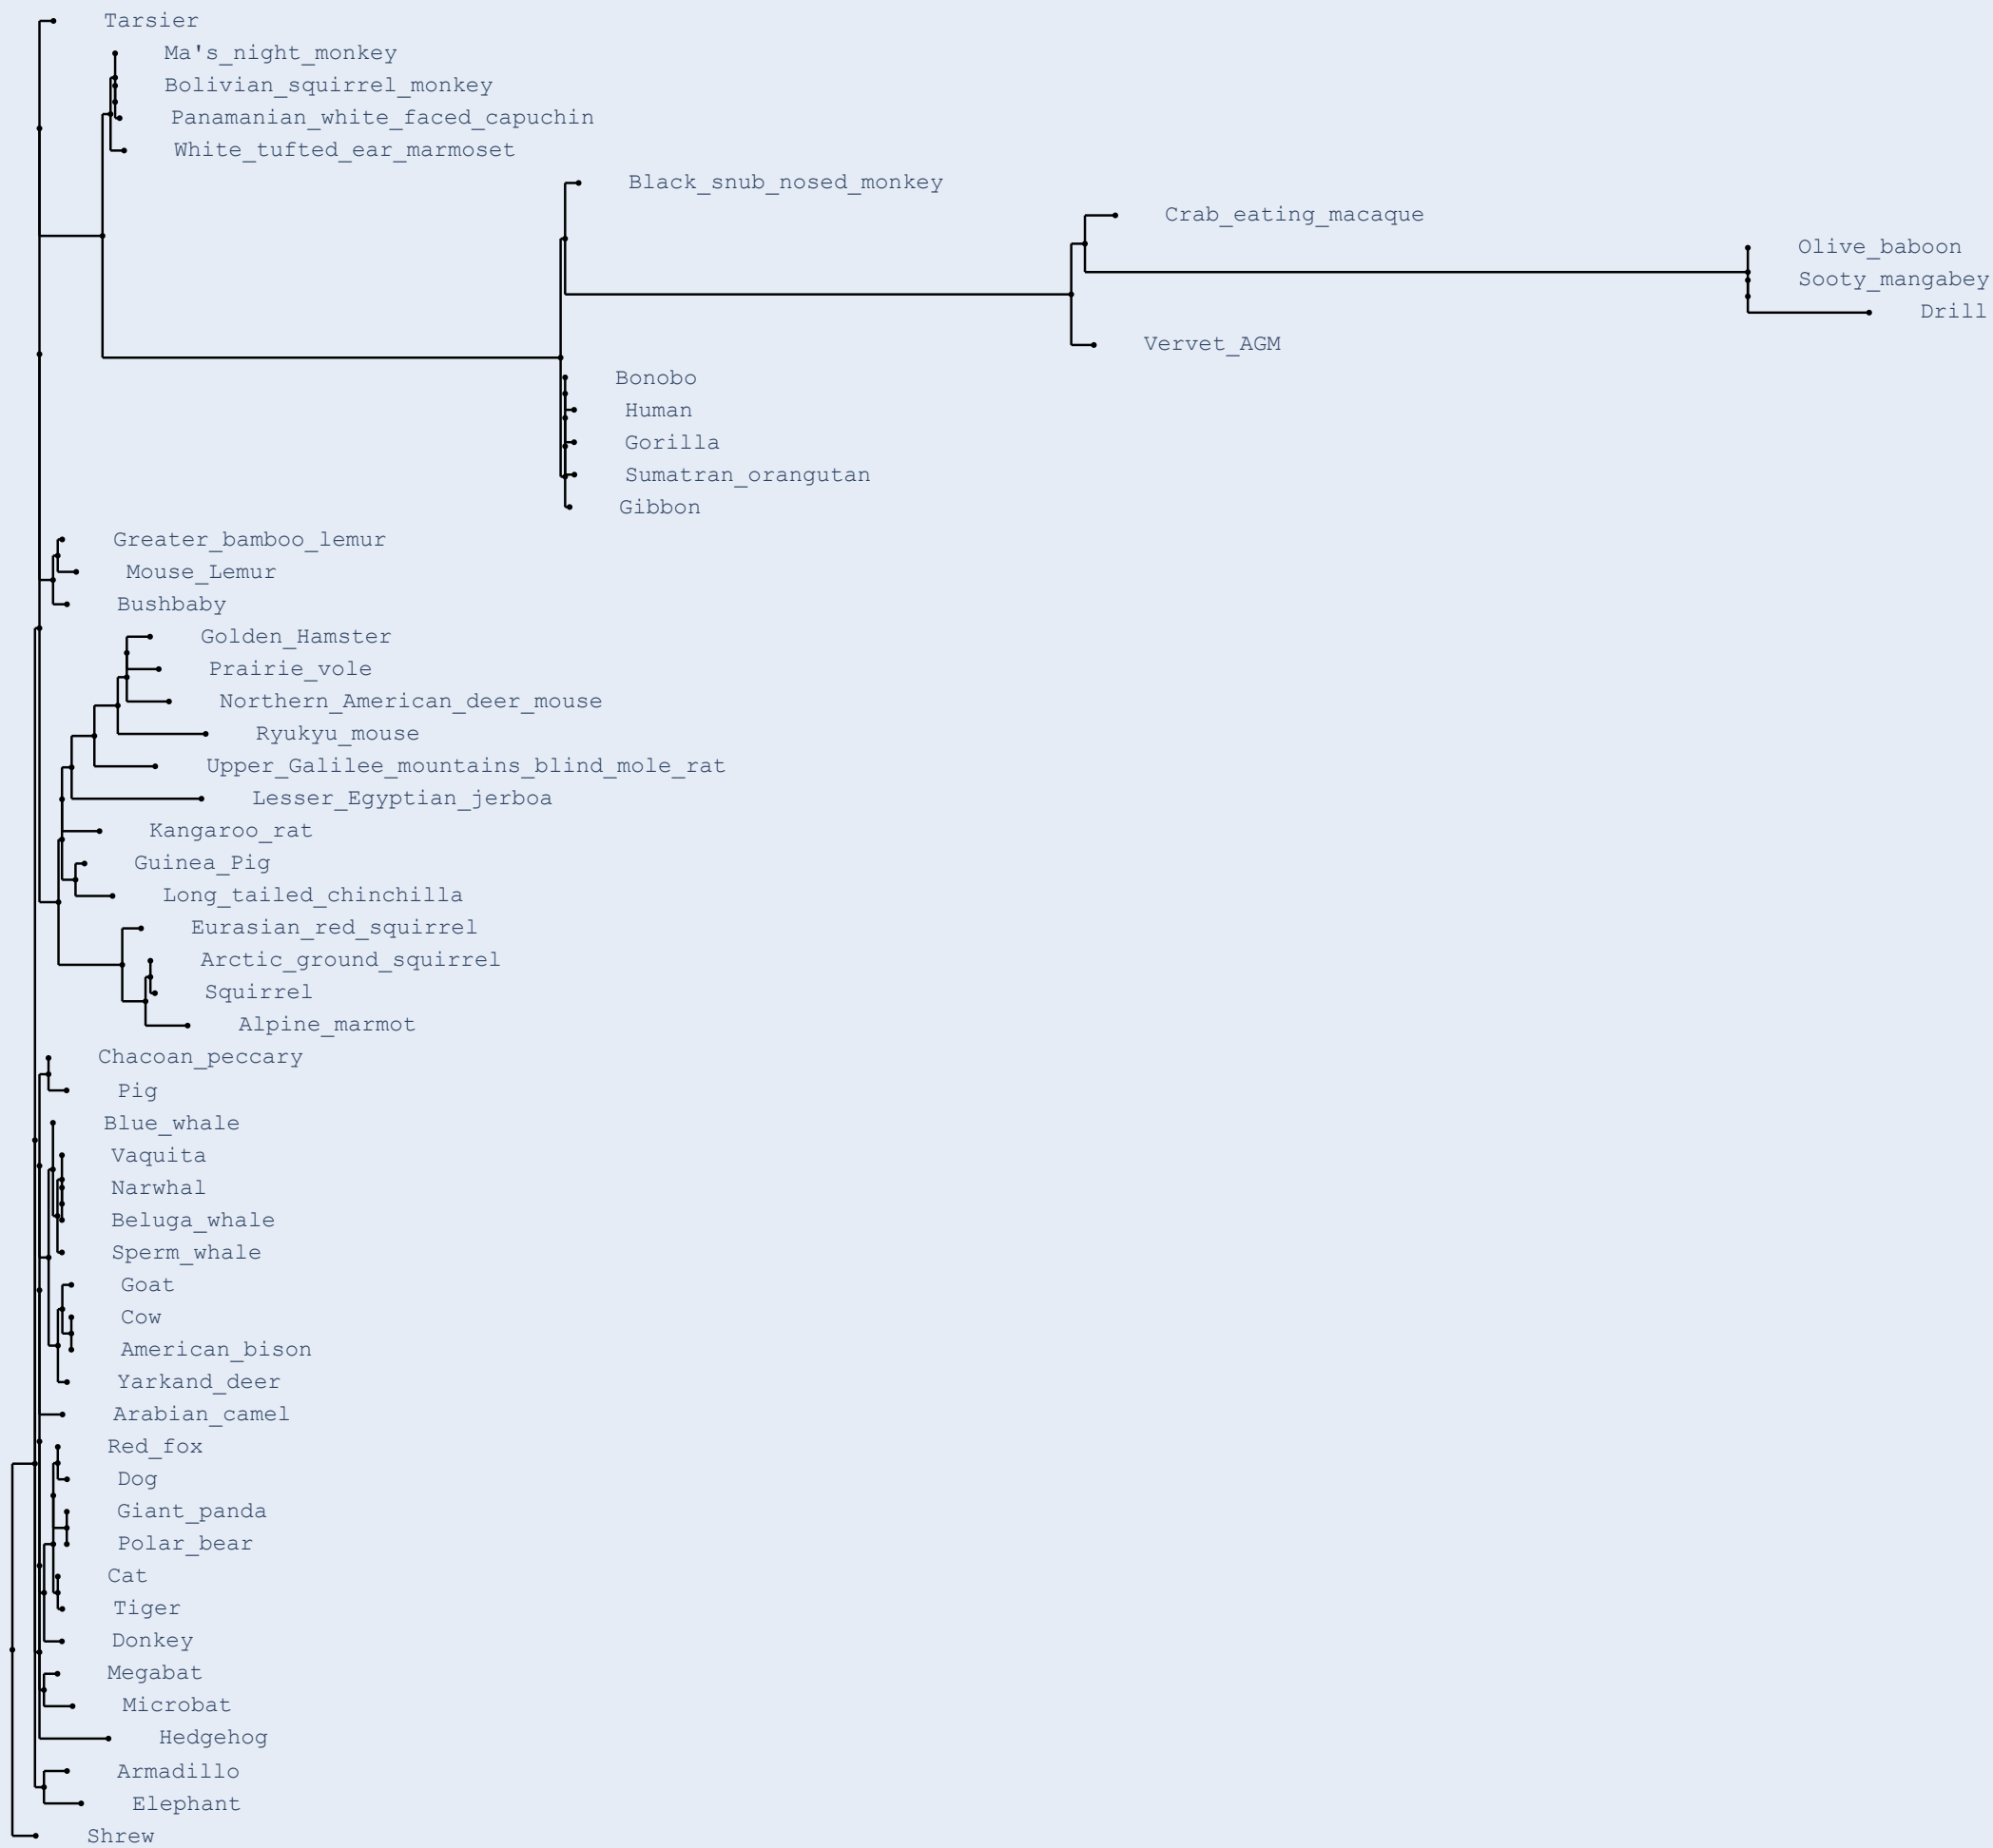 Tarsier
Ma's_night_monkey
Bolivian_squirrel_monkey
Panamanian_white_faced_capuchin
White_tufted_ear_marmoset
Black_snub_nosed_monkey
Crab_eating_macaque
Olive_baboon
Sooty_mangabey
Drill
Vervet_AGM
Bonobo
Human
Gorilla
Sumatran_orangutan
Gibbon
Greater_bamboo_lemur
Mouse_Lemur
Bushbaby
Golden_Hamster
Prairie_vole
Northern_American_deer_mouse
Ryukyu_mouse
Upper_Galilee_mountains_blind_mole_rat
Lesser_Egyptian_jerboa
Kangaroo_rat
Guinea_Pig
Long_tailed_chinchilla
Eurasian_red_squirrel
Arctic_ground_squirrel
Squirrel
Alpine_marmot
Chacoan_peccary
Pig
Blue_whale
Vaquita
Narwhal
Beluga_whale
Sperm_whale
Goat
Cow
American_bison
Yarkand_deer
Arabian_camel
Red_fox
Dog
Giant_panda
Polar_bear
Cat
Tiger
Donkey
Megabat
Microbat
Hedgehog
Armadillo
Elephant
Shrew